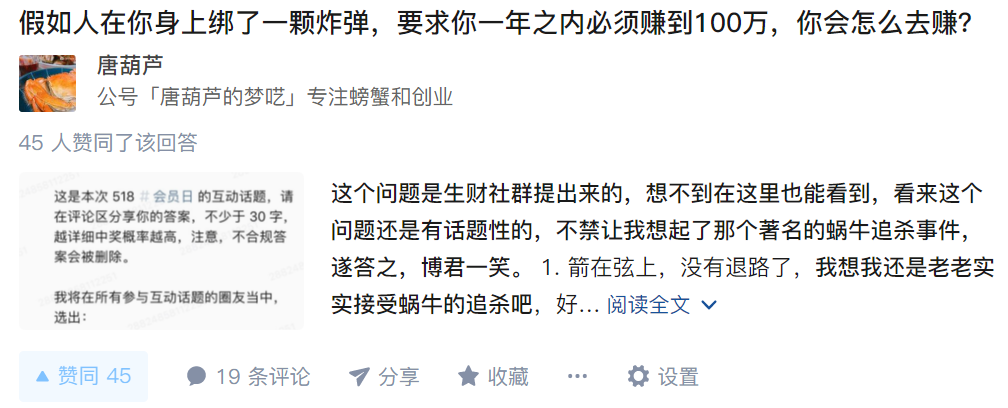 假如人在你身上绑了一颗炸弹，要求你一年之内必须赚到100万，你会怎么去赚？
唐葫芦
公号「唐葫芦的梦呓」专注螃蟹和创业
45 人赞同了该回答
这是本次 518 # 会员日 的互动话题，请
在评论区分享你的答案，不少于 30 字，
越详细中奖概率越高，注意，不合规答
案会被删除。
我将在所有参与互动话题的圈友当中，
选出：
这个问题是生财社群提出来的，想不到在这里也能看到，看来这个
问题还是有话题性的，不禁让我想起了那个著名的蜗牛追杀事件，
遂答之，博君一笑。 1. 箭在弦上，没有退路了，我想我还是老老实
实接受蜗牛的追杀吧，好… 阅读全文
赞同 45
19 条评论
分享
收藏
设置